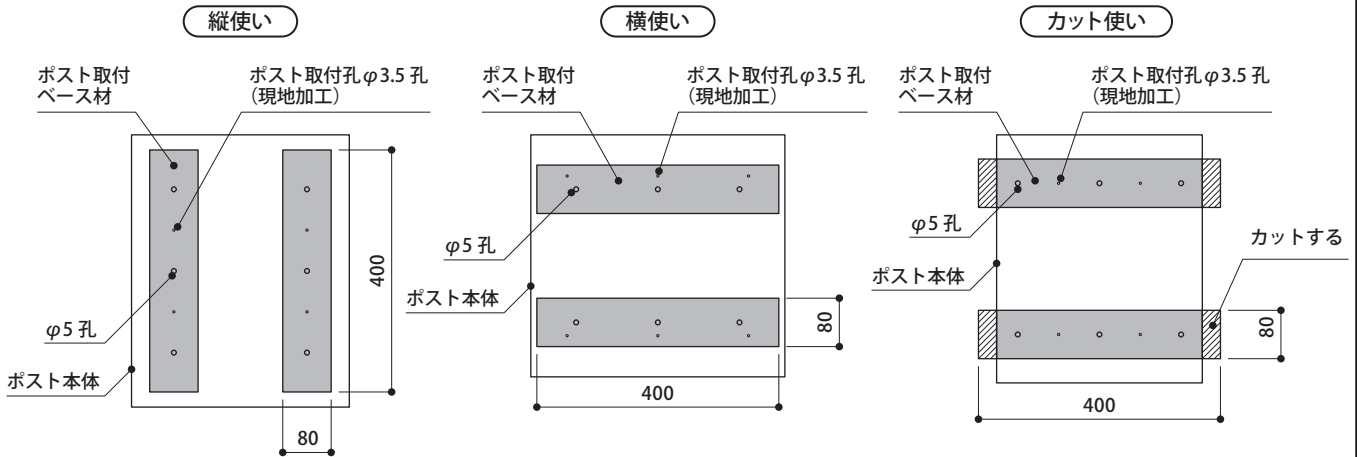 縦使い
ポスト取付
ベース材
ポスト取付孔φ3.5 孔
（現地加工）
400
φ5 孔
ポスト本体
80
横使い
ポスト取付
ベース材
ポスト取付孔φ3.5 孔
（現地加工）
φ5 孔
ポスト本体
80
400
カット使い
ポスト取付
ベース材
ポスト取付孔φ3.5 孔
（現地加工）
φ5 孔
カットする
ポスト本体
80
400